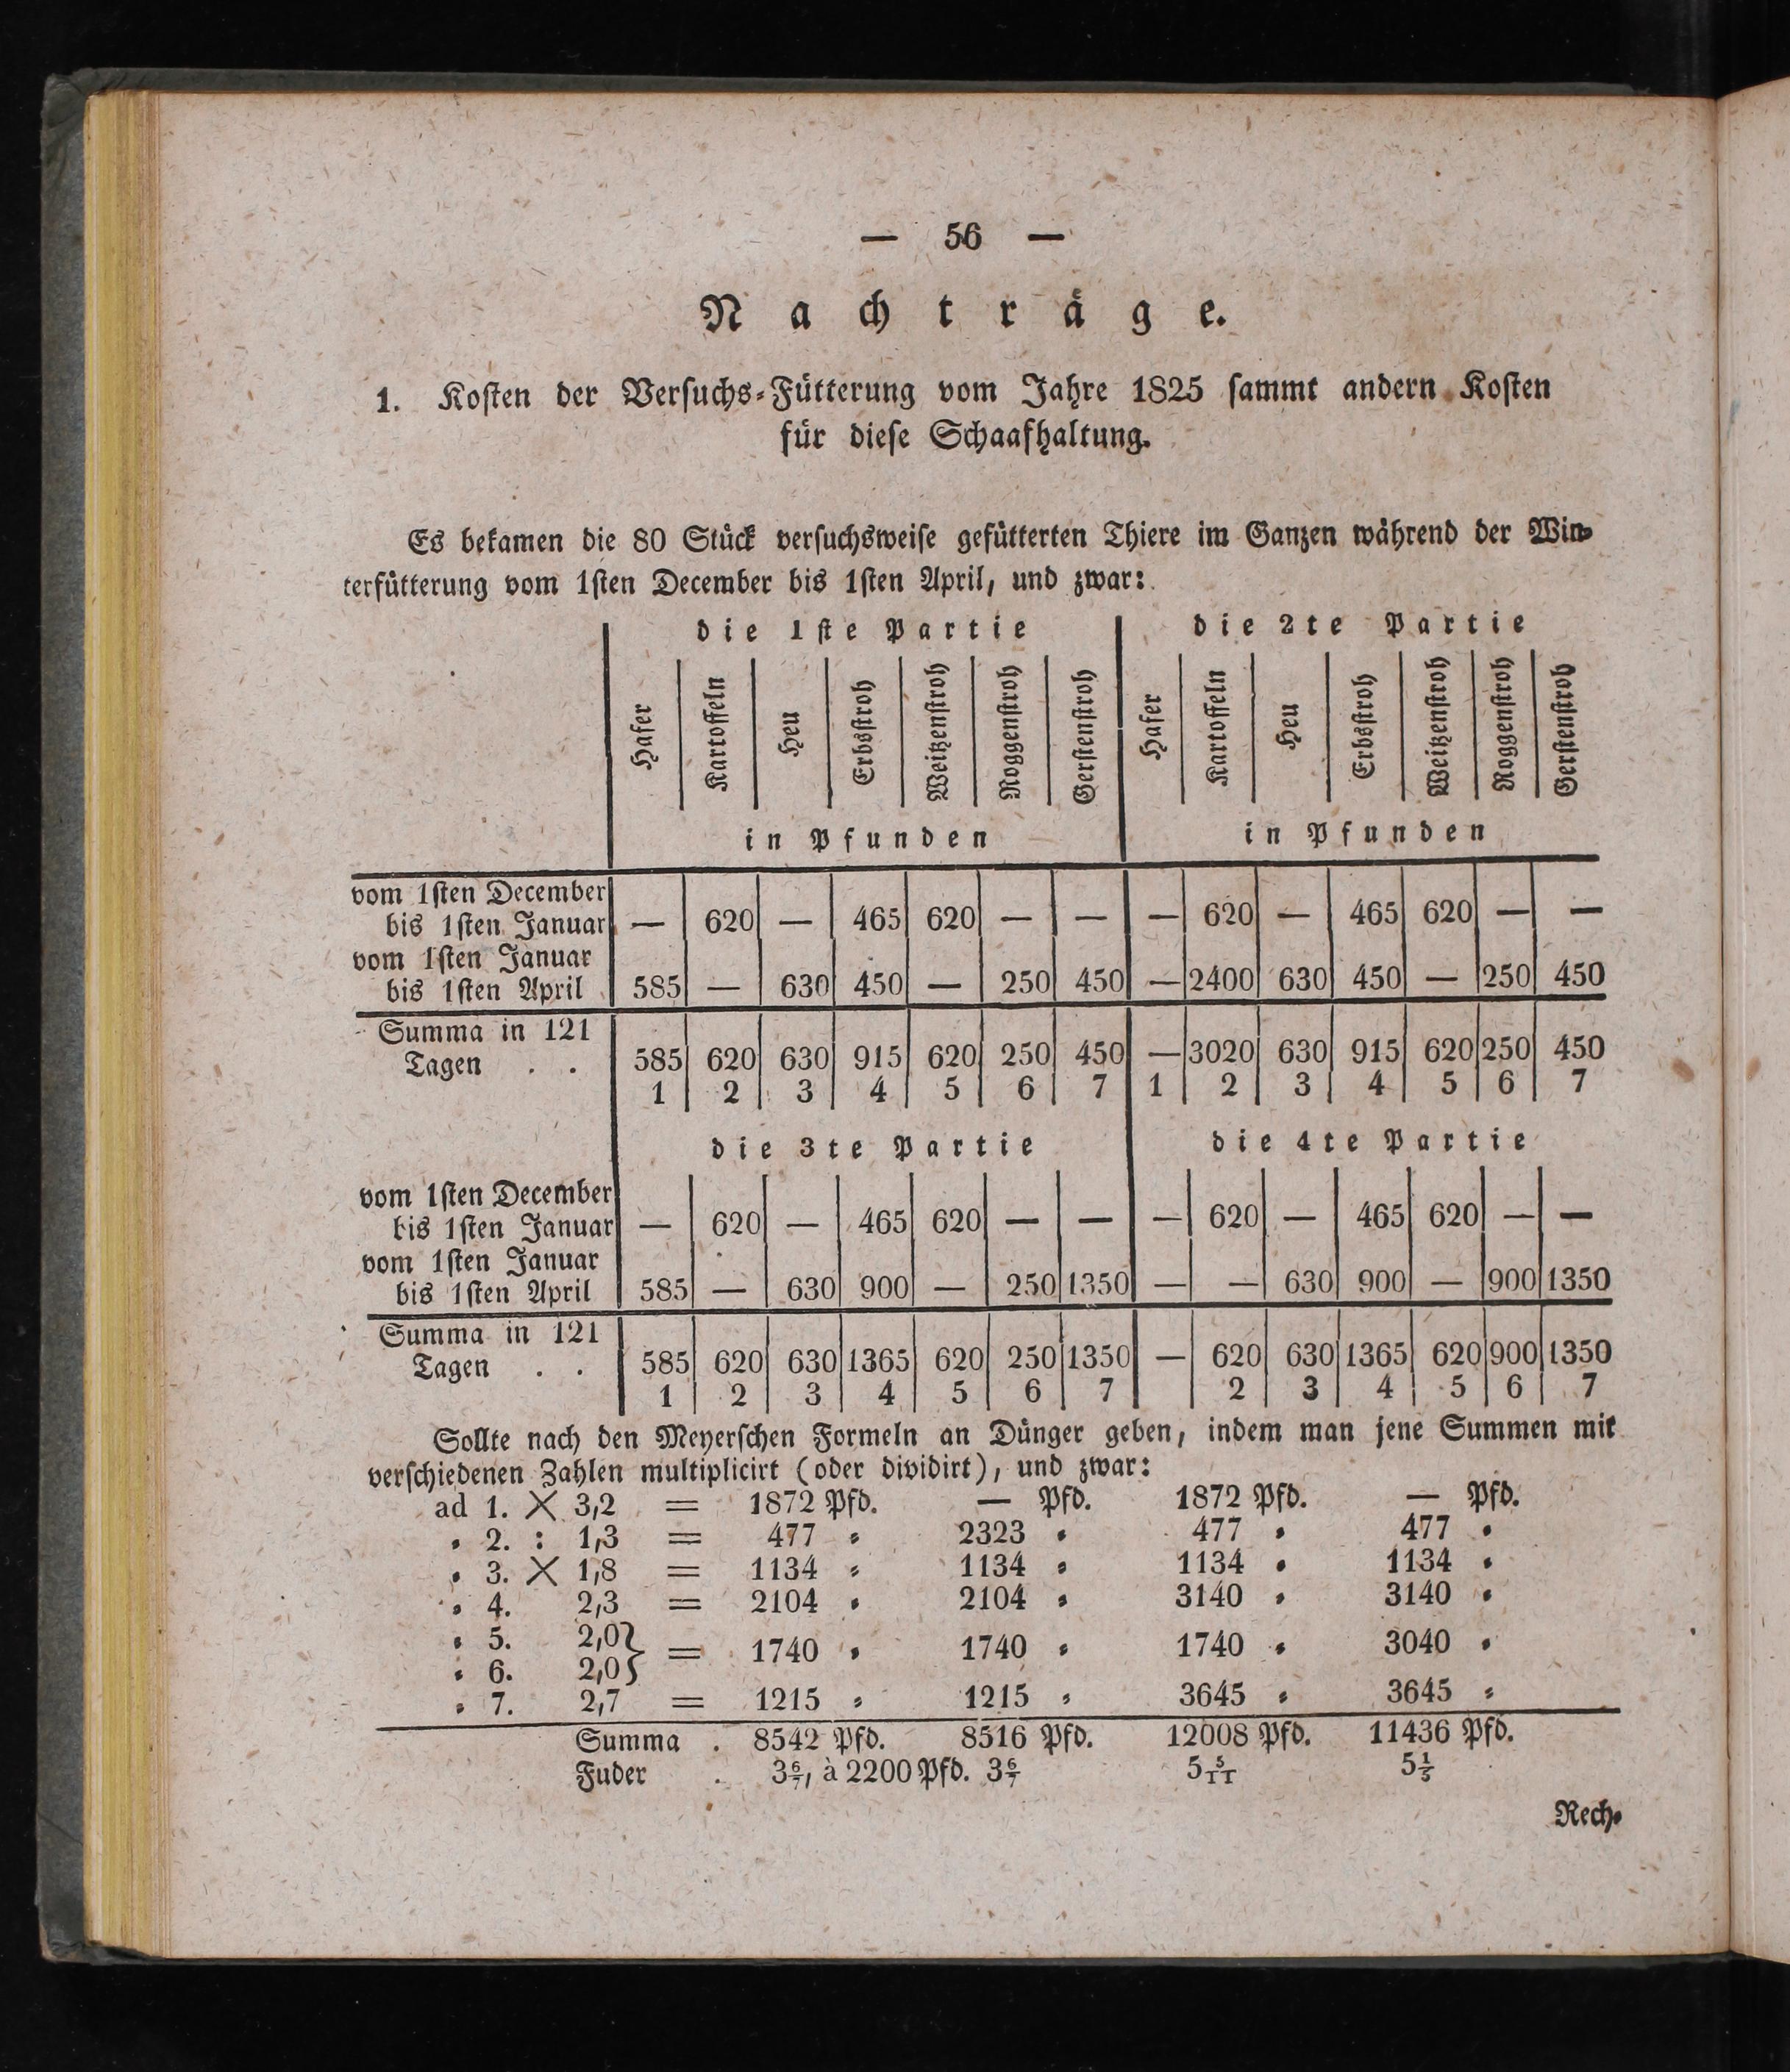 — 56 —
Nachträge.
1. Kosten der Versuchs-Fütterung vom Jahre 1825 sammt andern Kosten
für diese Schaafhaltung.
Es bekamen die 80 Stück versuchsweise gefütterten Thiere im Ganzen während der Win-
terfütterung vom 1sten December bis 1sten April, und zwar:
die 1ste Partie | die 2te Partie
Hafer | Kartoffeln | Heu | Erbsstroh | Weitzenstroh | Roggenstroh | Gerstenstroh | Hafer | Kartoffeln | Heu | Erbsstroh | Weitzenstroh | Roggenstroh | Gerstenstroh
in Pfunden | in Pfunden
vom 1sten December
bis 1sten Januar | — | 620 | — | 465 | 620 | — | — | — | 620 | — | 465 | 620 | — | —
vom 1sten Januar
bis 1sten April | 585 | — | 630 | 450 | — | 250 | 450 | — | 2400 | 630 | 450 | — | 250 | 450
Summa in 121
Tagen . . | 585 | 620 | 630 | 915 | 620 | 250 | 450 | — | 3020 | 630 | 915 | 620 | 250 | 450
1 | 2 | 3 | 4 | 5 | 6 | 7 | 1 | 2 | 3 | 4 | 5 | 6 | 7
die 3te Partie | die 4te Partie
vom 1sten December
bis 1sten Januar | — | 620 | — | 465 | 620 | — | — | — | 620 | — | 465 | 620 | — | —
vom 1sten Januar
bis 1sten April | 585 | — | 630 | 900 | — | 250 | 1350 | — | — | 630 | 900 | — | 900 | 1350
Summa in 121
Tagen . . | 585 | 620 | 630 | 1365 | 620 | 250 | 1350 | — | 620 | 630 | 1365 | 620 | 900 | 1350
1 | 2 | 3 | 4 | 5 | 6 | 7 | | 2 | 3 | 4 | 5 | 6 | 7
Sollte nach den Meyerschen Formeln an Dünger geben, indem man jene Summen mit
verschiedenen Zahlen multiplicirt (oder dividirt), und zwar:
ad 1. × 3,2 = 1872 Pfd. — Pfd. 1872 Pfd. — Pfd.
= 2. : 1,3 = 477 = 2323 = 477 = 477 =
= 3. × 1,8 = 1134 = 1134 = 1134 = 1134 =
= 4. 2,3 = 2104 = 2104 = 3140 = 3140 =
= 5. 2,0}
= 6. 2,0} = 1740 = 1740 = 1740 = 3040 =
= 7. 2,7 = 1215 = 1215 = 3645 = 3645 =
Summa . 8542 Pfd. 8516 Pfd. 12008 Pfd. 11436 Pfd.
Fuder . 3 6/7, à 2200 Pfd. 3 6/7 5 5/11 5 1/5
Rech-